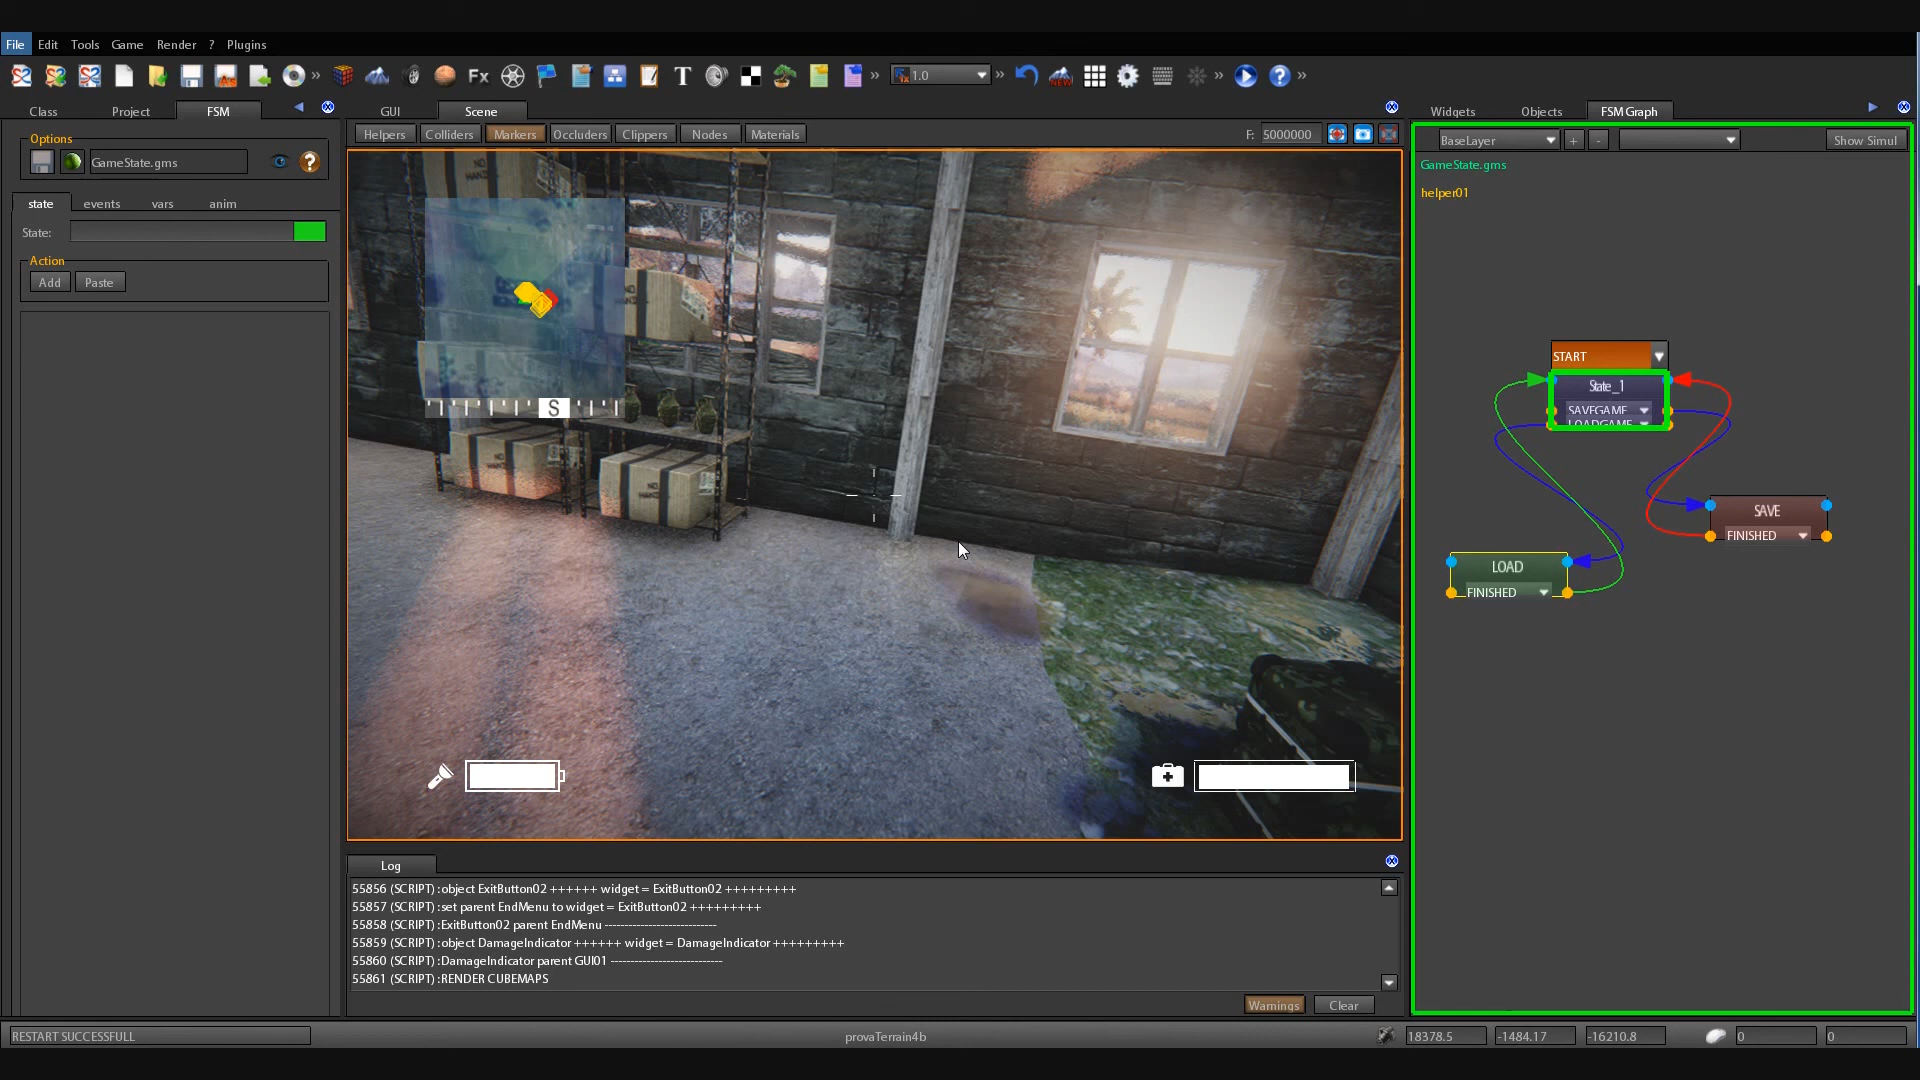 File Edit Tools Game Render ? Plugins
Fx T 1.0
Class Project FSM GUI Scene Widgets Objects FSM Graph
Options
GameState.gms
state events vars anim
State:
Action
Add Paste
Helpers Colliders Markers Occluders Clippers Nodes Materials F: 5000000
S
BaseLayer + - Show Simul
GameState.gms
helper01
START
State_1
SAVEGAME
LOADGAME
SAVE
FINISHED
LOAD
FINISHED
Log
55856 (SCRIPT) :object ExitButton02 ++++++ widget = ExitButton02 +++++++++
55857 (SCRIPT) :set parent EndMenu to widget = ExitButton02 +++++++++
55858 (SCRIPT) :ExitButton02 parent EndMenu ----------------------------
55859 (SCRIPT) :object DamageIndicator ++++++ widget = DamageIndicator +++++++++
55860 (SCRIPT) :DamageIndicator parent GUI01 ----------------------------
55861 (SCRIPT) :RENDER CUBEMAPS
Warnings Clear
RESTART SUCCESSFULL provaTerrain4b 18378.5 -1484.17 -16210.8 0 0